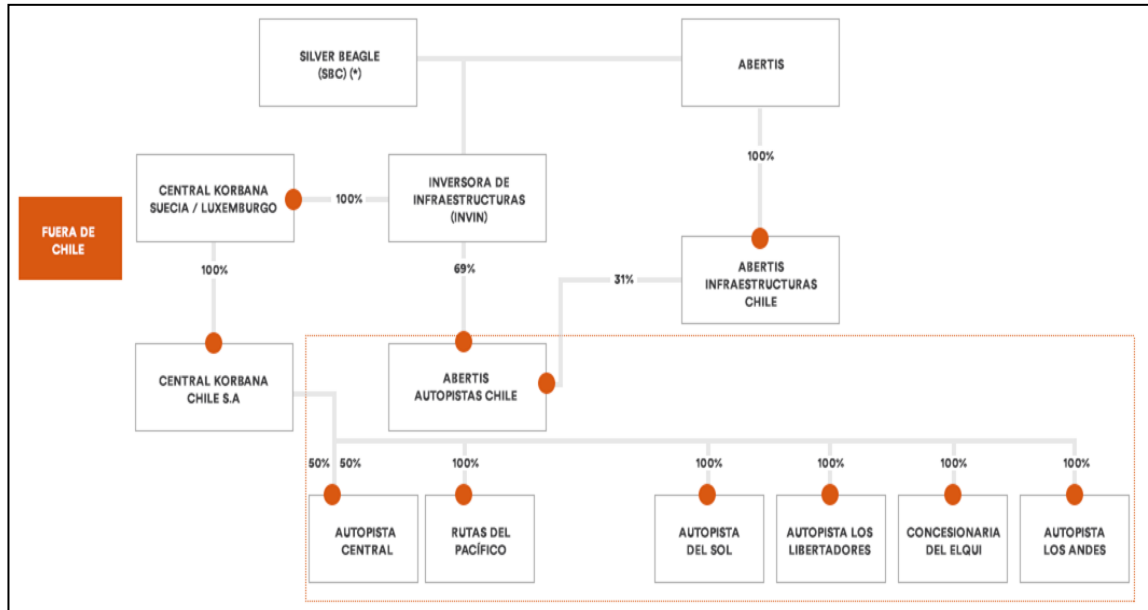 SILVER BEAGLE
(SBC) (*)
ABERTIS
100%
CENTRAL KORBANA
SUECIA / LUXEMBURGO
100%
INVERSORA DE
INFRAESTRUCTURAS
(INVIN)
FUERA DE
CHILE
ABERTIS
INFRAESTRUCTURAS
CHILE
100%
69%
31%
CENTRAL KORBANA
CHILE S.A
ABERTIS
AUTOPISTAS CHILE
50% 50%
100%
100%
100%
100%
100%
AUTOPISTA
CENTRAL
RUTAS DEL
PACÍFICO
AUTOPISTA
DEL SOL
AUTOPISTA LOS
LIBERTADORES
CONCESIONARIA
DEL ELQUI
AUTOPISTA
LOS ANDES